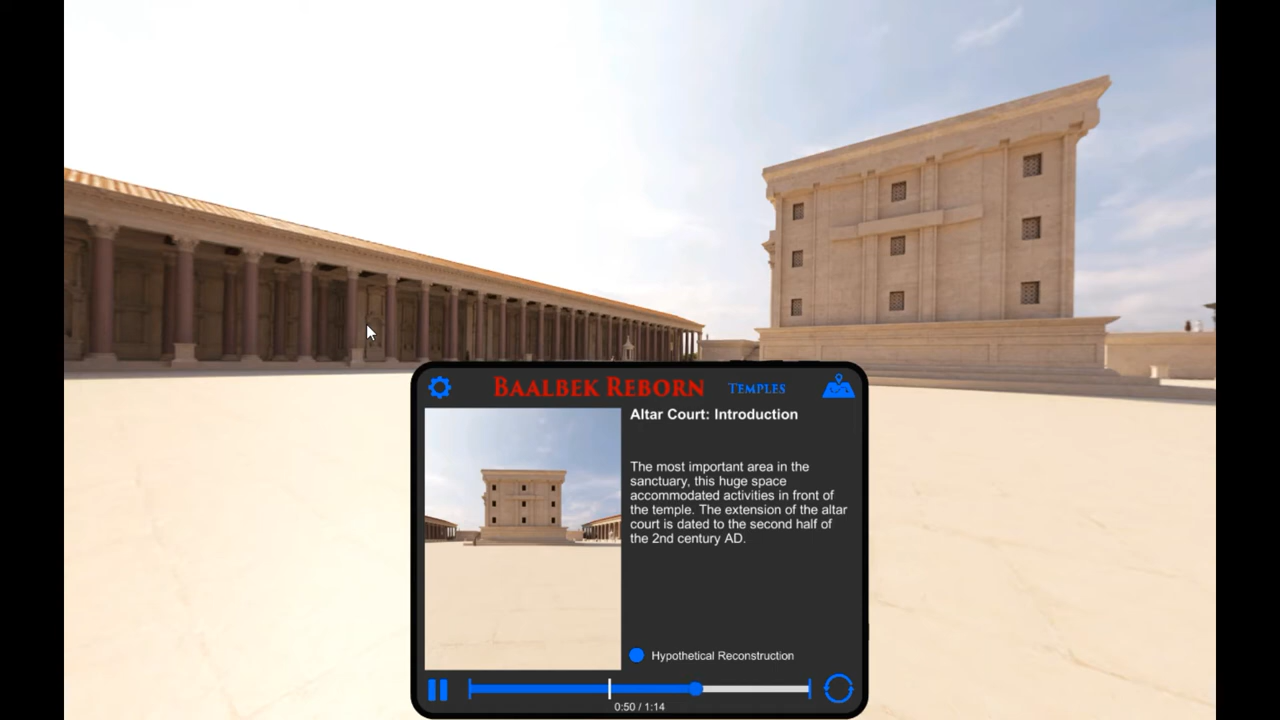 BAALBEK REBORN TEMPLES
Altar Court: Introduction
The most important area in the
sanctuary, this huge space
accommodated activities in front of
the temple. The extension of the altar
court is dated to the second half of
the 2nd century AD.
Hypothetical Reconstruction
0:50 / 1:14